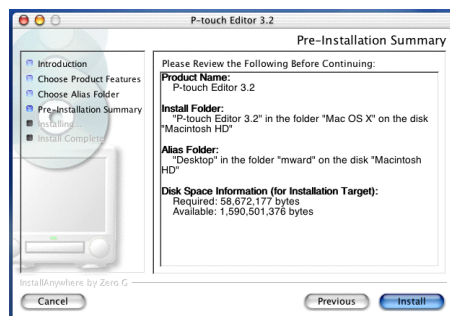 P-touch Editor 3.2
Pre-Installation Summary
Introduction
Choose Product Features
Choose Alias Folder
Pre-Installation Summary
Installing...
Install Complete
Please Review the Following Before Continuing:
Product Name:
P-touch Editor 3.2
Install Folder:
"P-touch Editor 3.2" in the folder "Mac OS X" on the disk
"Macintosh HD"
Alias Folder:
"Desktop" in the folder "mward" on the disk "Macintosh
HD"
Disk Space Information (for Installation Target):
Required: 58,672,177 bytes
Available: 1,590,501,376 bytes
InstallAnywhere by Zero G
Cancel
Previous
Install